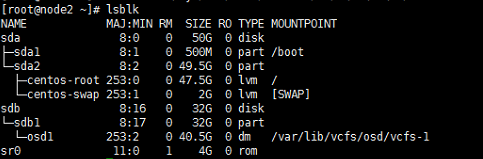 [root@node2 ~]# lsblk
NAME MAJ:MIN RM SIZE RO TYPE MOUNTPOINT
sda 8:0 0 50G 0 disk
├─sda1 8:1 0 500M 0 part /boot
└─sda2 8:2 0 49.5G 0 part
├─centos-root 253:0 0 47.5G 0 lvm /
└─centos-swap 253:1 0 2G 0 lvm [SWAP]
sdb 8:16 0 32G 0 disk
└─sdb1 8:17 0 32G 0 part
└─osd1 253:2 0 40.5G 0 dm /var/lib/vcfs/osd/vcfs-1
sr0 11:0 1 4G 0 rom